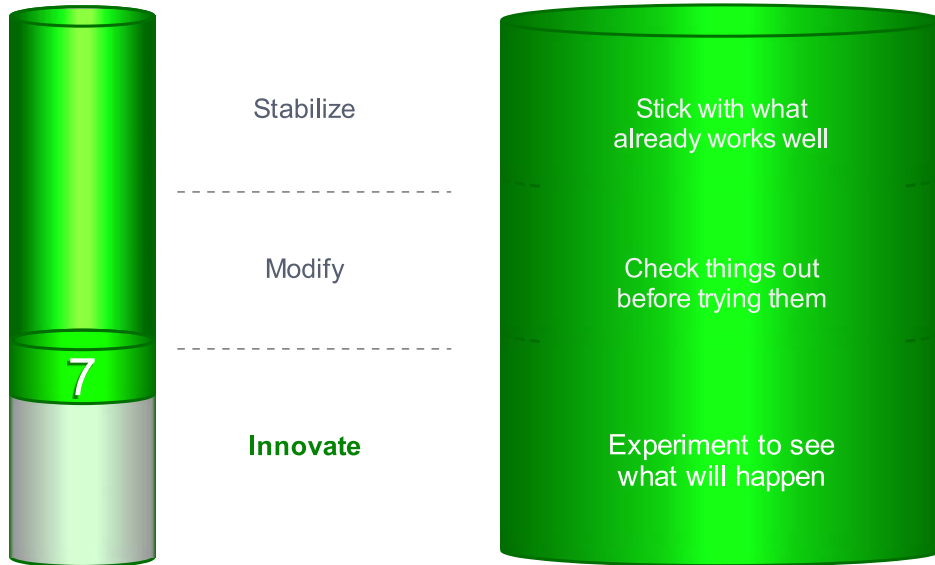 Stabilize
Stick with what
already works well
Modify
Check things out
before trying them
7
Innovate
Experiment to see
what will happen